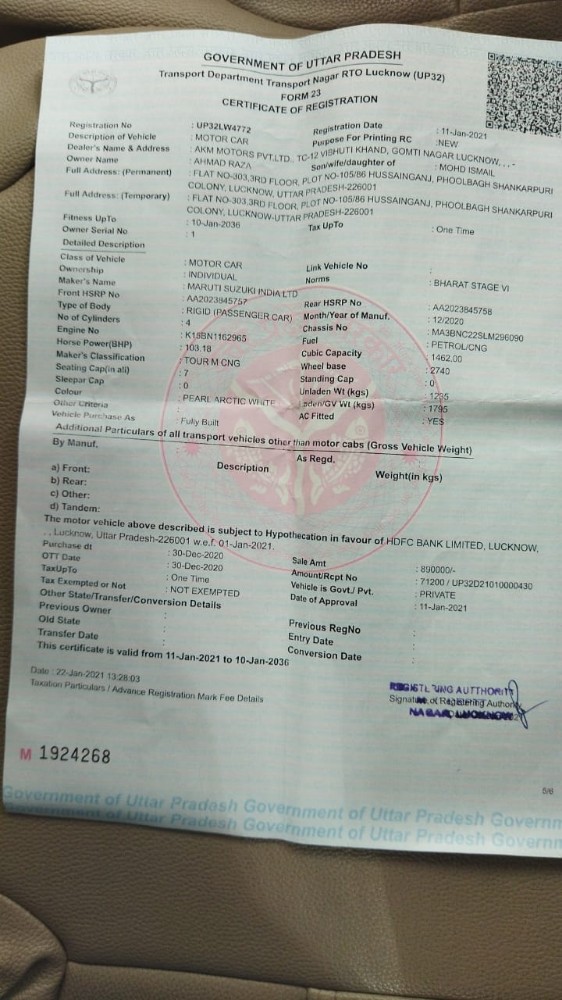 GOVERNMENT OF UTTAR PRADESH
Transport Department Transport Nagar RTO Lucknow (UP32)
FORM 23
CERTIFICATE OF REGISTRATION
Registration No : UP32LW4772 Registration Date : 11-Jan-2021
Description of Vehicle : MOTOR CAR Purpose For Printing RC :NEW
Dealer's Name & Address : AKM MOTORS PVT.LTD. TC-12 VIBHUTI KHAND, GOMTI NAGAR LUCKNOW, , , -
Owner Name : AHMAD RAZA Son/wife/daughter of : MOHD ISMAIL
Full Address: (Permanent) : FLAT NO-303,3RD FLOOR, PLOT NO-105/86 HUSSAINGANJ, PHOOLBAGH SHANKARPURI
COLONY, LUCKNOW, UTTAR PRADESH-226001
Full Address: (Temporary) : FLAT NO-303,3RD FLOOR, PLOT NO-105/86 HUSSAINGANJ, PHOOLBAGH SHANKARPURI
COLONY, LUCKNOW-UTTAR PRADESH-226001
Fitness UpTo : 10-Jan-2036 Tax UpTo : One Time
Owner Serial No : 1
Detailed Description
Class of Vehicle : MOTOR CAR Link Vehicle No :
Ownership : INDIVIDUAL Norms : BHARAT STAGE VI
Maker's Name : MARUTI SUZUKI INDIA LTD
Front HSRP No : AA2023845757 Rear HSRP No : AA2023845758
Type of Body : RIGID (PASSENGER CAR) Month/Year of Manuf. : 12/2020
No of Cylinders : 4 Chassis No : MA3BNC22SLM296090
Engine No : K15BN1162965 Fuel : PETROL/CNG
Horse Power(BHP) : 103.18 Cubic Capacity : 1462.00
Maker's Classification : TOUR M CNG Wheel base : 2740
Seating Cap(in all) : 7 Standing Cap : 0
Sleepar Cap : 0 Unladen Wt (kgs) : 1235
Colour : PEARL ARCTIC WHITE Laden/GV Wt (kgs) : 1795
Other Criteria AC Fitted : YES
Vehicle Purchase As : Fully Built
Additional Particulars of all transport vehicles other than motor cabs (Gross Vehicle Weight)
By Manuf. As Regd.
Description Weight(in kgs)
a) Front:
b) Rear:
c) Other:
d) Tandem:
The motor vehicle above described is subject to Hypothecation in favour of HDFC BANK LIMITED, LUCKNOW,
, , Lucknow, Uttar Pradesh-226001 w.e.f. 01-Jan-2021.
Purchase dt : 30-Dec-2020 Sale Amt : 890000/-
OTT Date : 30-Dec-2020 Amount/Rcpt No : 71200 / UP32D21010000430
TaxUpTo : One Time Vehicle is Govt./ Pvt. : PRIVATE
Tax Exempted or Not : NOT EXEMPTED Date of Approval : 11-Jan-2021
Other State/Transfer/Conversion Details
Previous Owner : Previous RegNo :
Old State : Entry Date :
Transfer Date : Conversion Date :
This certificate is valid from 11-Jan-2021 to 10-Jan-2036
Date : 22-Jan-2021 13:26:03
Taxation Particulars / Advance Registration Mark Fee Details
Signature of Registering Authority
M 1924268
Government of Uttar Pradesh Government of Uttar Pradesh Governm
Government of Uttar Pradesh Government of Uttar Pradesh Governm